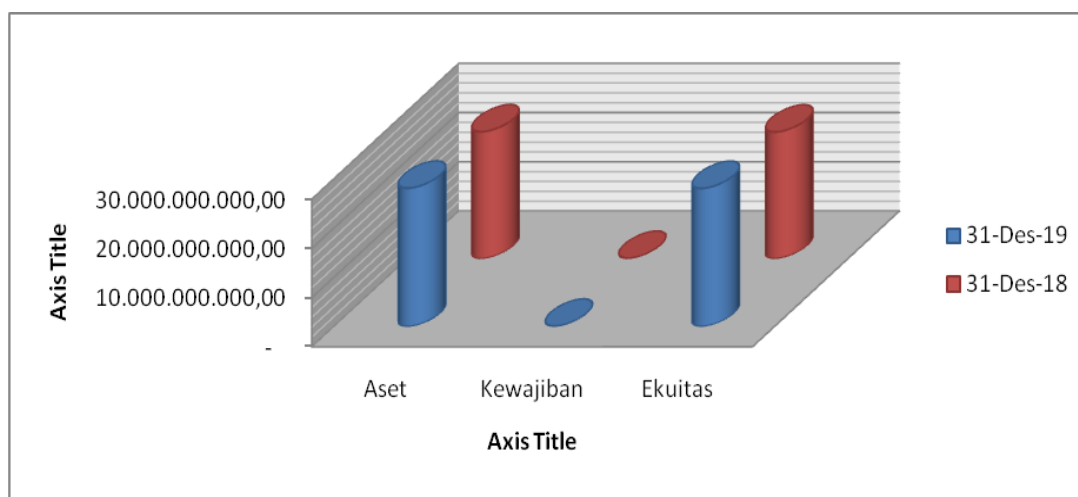 30.000.000.000,00
20.000.000.000,00
10.000.000.000,00
-
Axis Title
Aset Kewajiban Ekuitas
Axis Title
31-Des-19
31-Des-18